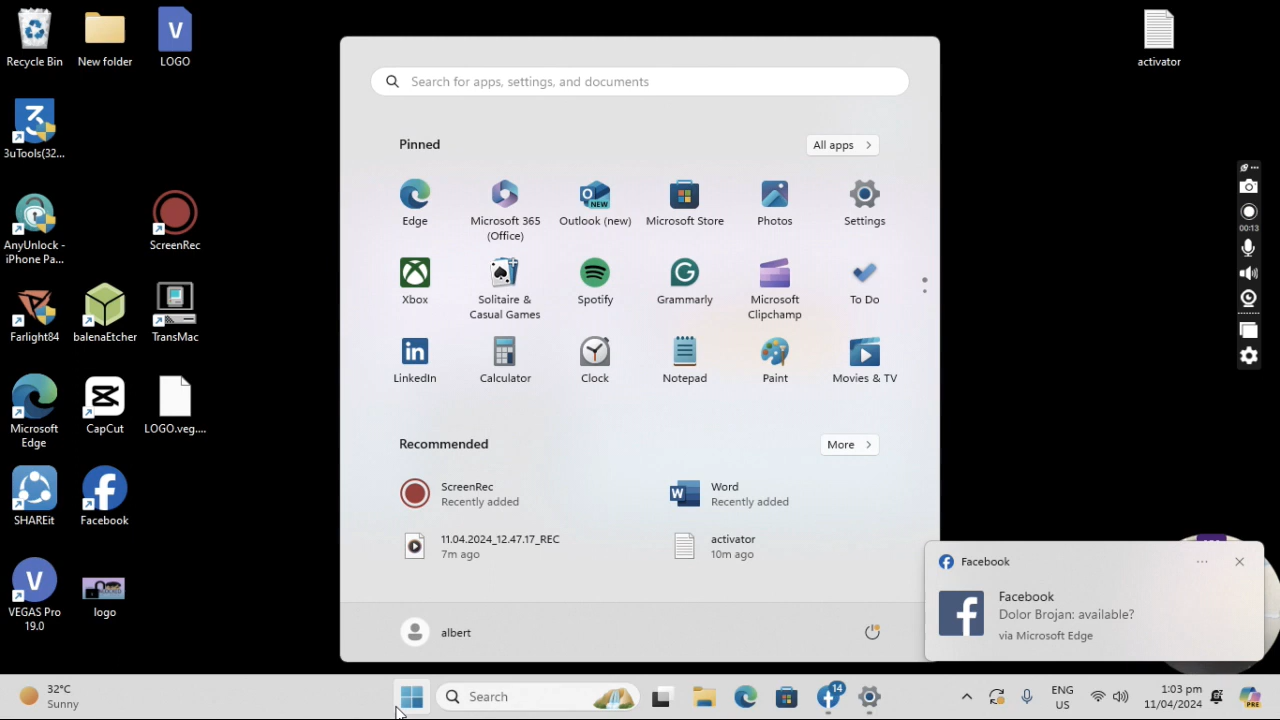 Recycle Bin
New folder
LOGO
activator
3uTools(32...
AnyUnlock -
iPhone Pa...
ScreenRec
Farlight84
balenaEtcher
TransMac
Microsoft
Edge
CapCut
LOGO.veg....
SHAREit
Facebook
VEGAS Pro
19.0
logo
Search for apps, settings, and documents
Pinned
All apps
Edge
Microsoft 365
(Office)
Outlook (new)
Microsoft Store
Photos
Settings
Xbox
Solitaire &
Casual Games
Spotify
Grammarly
Microsoft
Clipchamp
To Do
LinkedIn
Calculator
Clock
Notepad
Paint
Movies & TV
Recommended
More
ScreenRec
Recently added
Word
Recently added
11.04.2024_12.47.17_REC
7m ago
activator
10m ago
albert
00:13
Facebook
Facebook
Dolor Brojan: available?
via Microsoft Edge
32°C
Sunny
Search
14
ENG
US
1:03 pm
11/04/2024
PRE